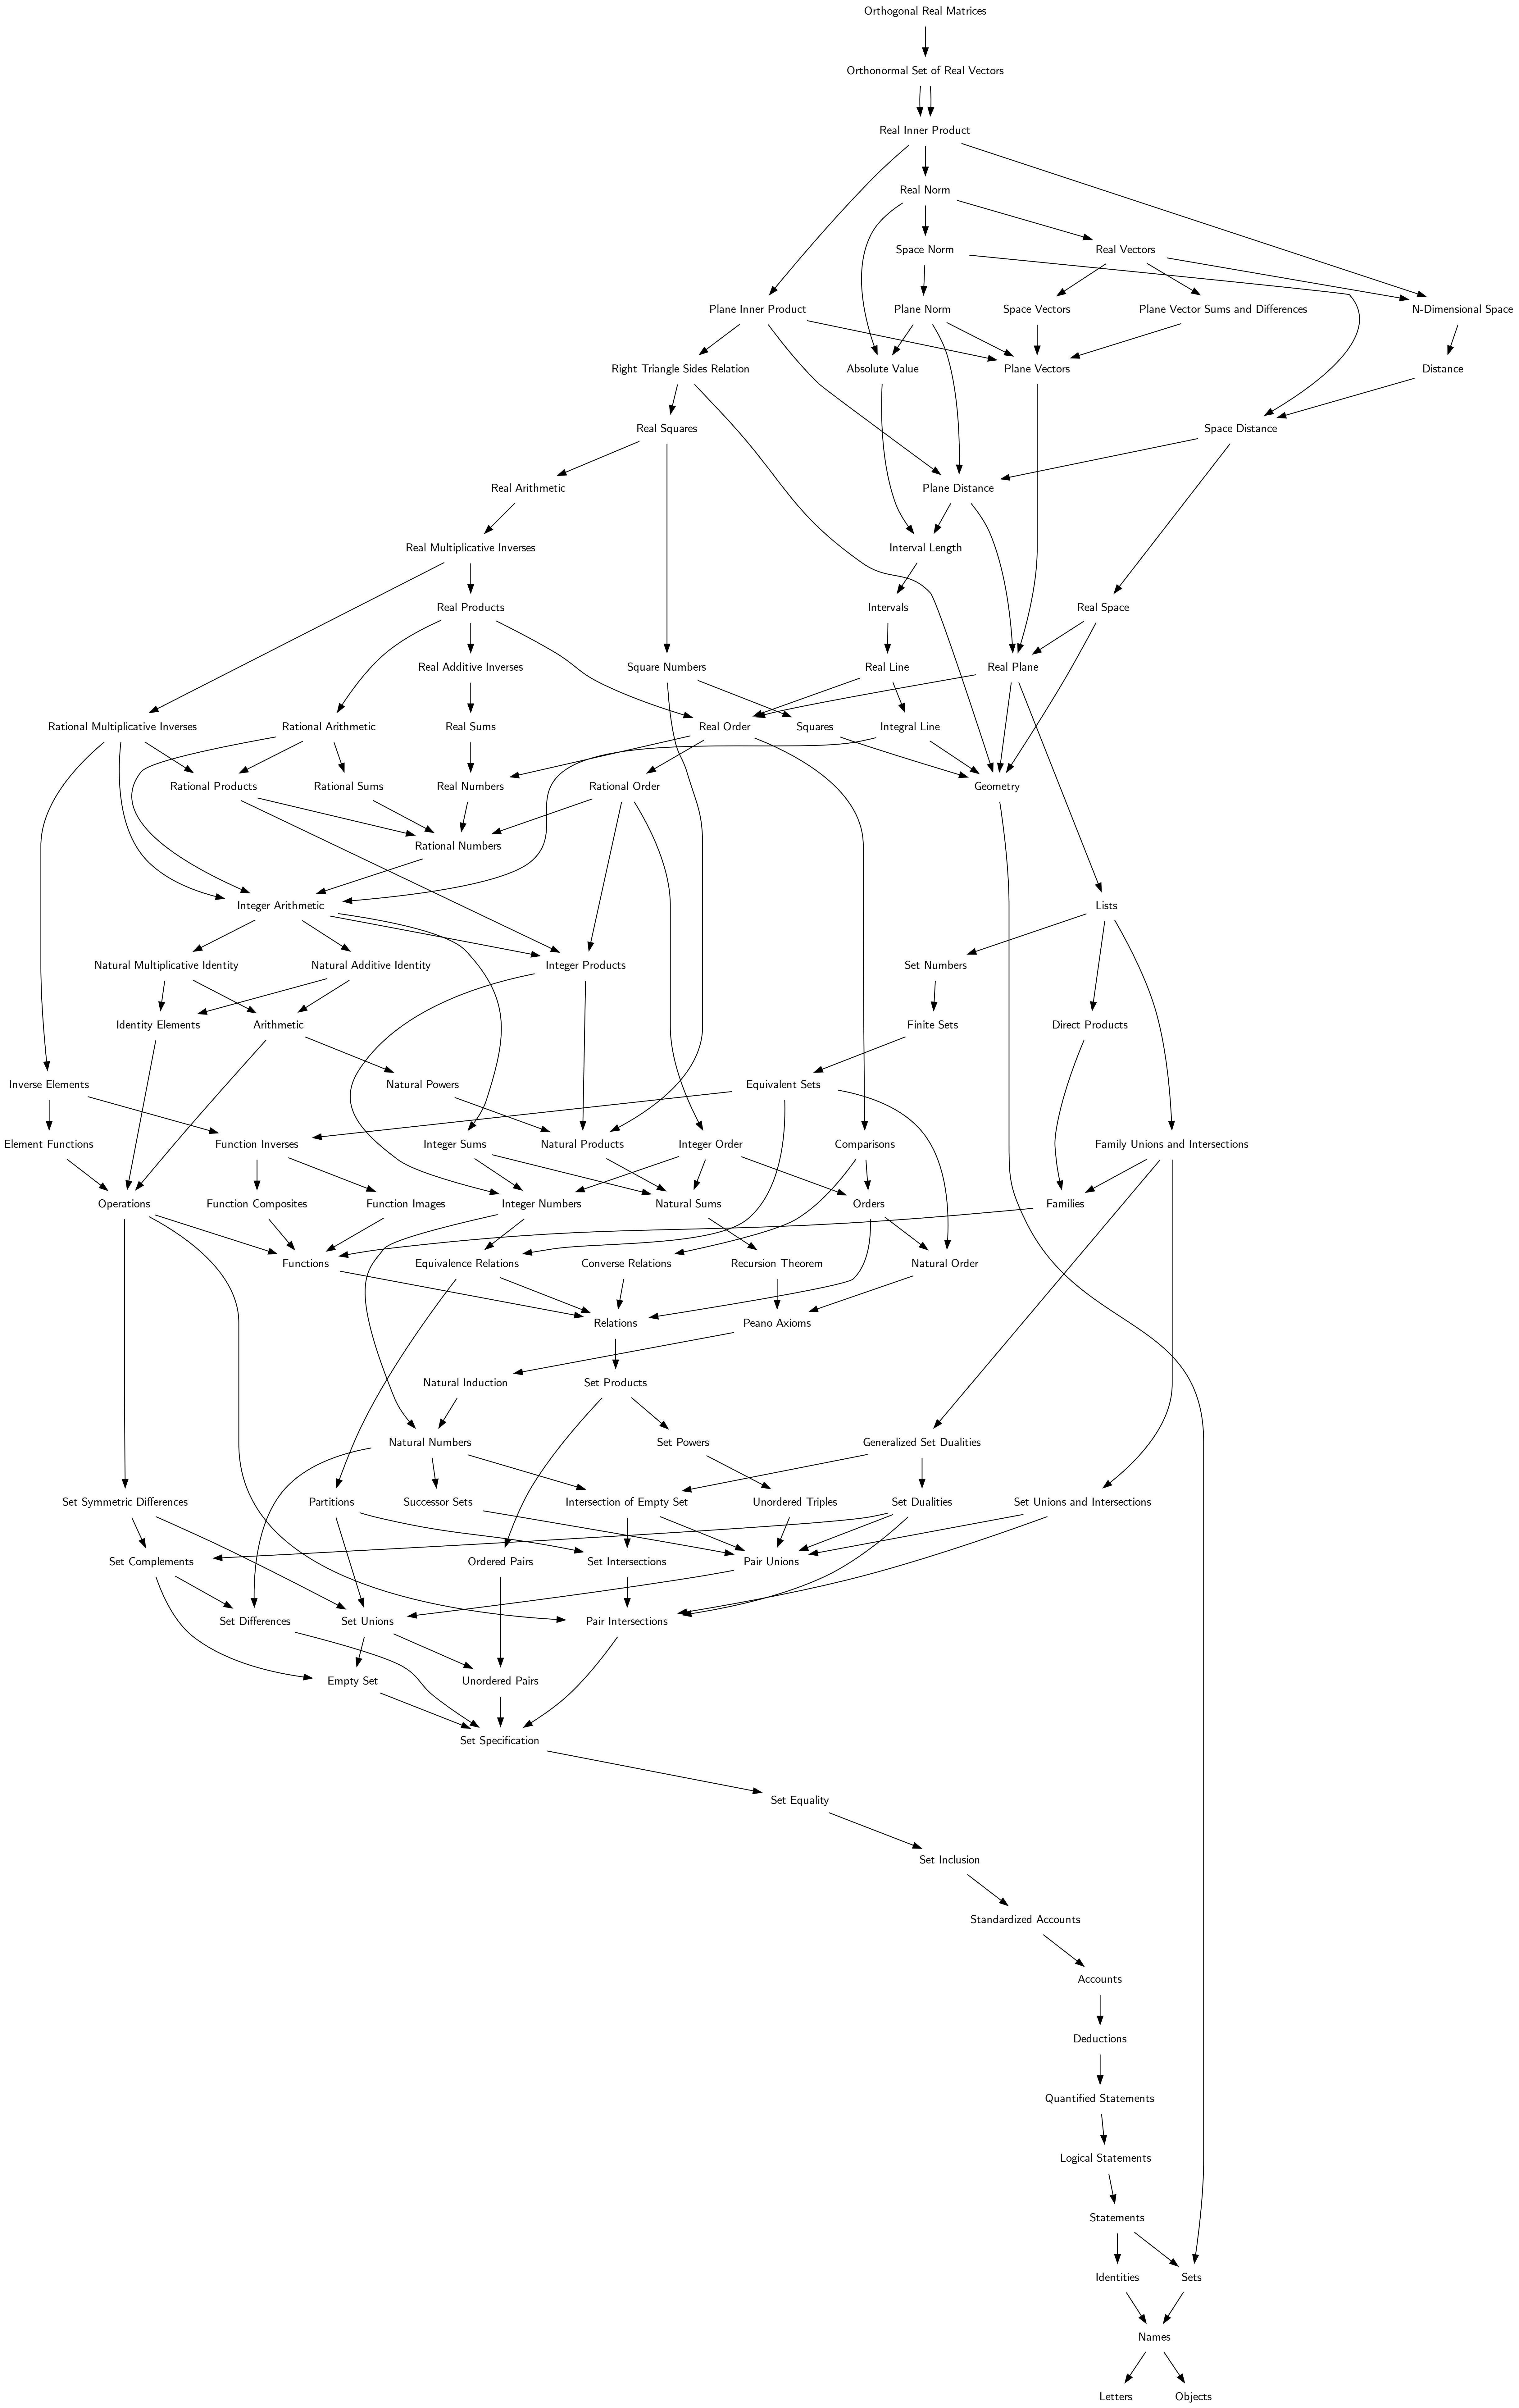 Orthogonal Real Matrices
Orthonormal Set of Real Vectors
Real Inner Product
Real Norm
Space Norm
Real Vectors
Plane Inner Product
Plane Norm
Space Vectors
Plane Vector Sums and Differences
N-Dimensional Space
Right Triangle Sides Relation
Absolute Value
Plane Vectors
Distance
Real Squares
Space Distance
Real Arithmetic
Plane Distance
Real Multiplicative Inverses
Interval Length
Real Products
Intervals
Real Space
Real Additive Inverses
Square Numbers
Real Line
Real Plane
Rational Multiplicative Inverses
Rational Arithmetic
Real Sums
Real Order
Squares
Integral Line
Rational Products
Rational Sums
Real Numbers
Rational Order
Geometry
Rational Numbers
Integer Arithmetic
Lists
Natural Multiplicative Identity
Natural Additive Identity
Integer Products
Set Numbers
Identity Elements
Arithmetic
Finite Sets
Direct Products
Inverse Elements
Natural Powers
Equivalent Sets
Element Functions
Function Inverses
Integer Sums
Natural Products
Integer Order
Comparisons
Family Unions and Intersections
Operations
Function Composites
Function Images
Integer Numbers
Natural Sums
Orders
Families
Functions
Equivalence Relations
Converse Relations
Recursion Theorem
Natural Order
Relations
Peano Axioms
Natural Induction
Set Products
Natural Numbers
Set Powers
Generalized Set Dualities
Set Symmetric Differences
Partitions
Successor Sets
Intersection of Empty Set
Unordered Triples
Set Dualities
Set Unions and Intersections
Set Complements
Ordered Pairs
Set Intersections
Pair Unions
Set Differences
Set Unions
Pair Intersections
Empty Set
Unordered Pairs
Set Specification
Set Equality
Set Inclusion
Standardized Accounts
Accounts
Deductions
Quantified Statements
Logical Statements
Statements
Identities
Sets
Names
Letters
Objects